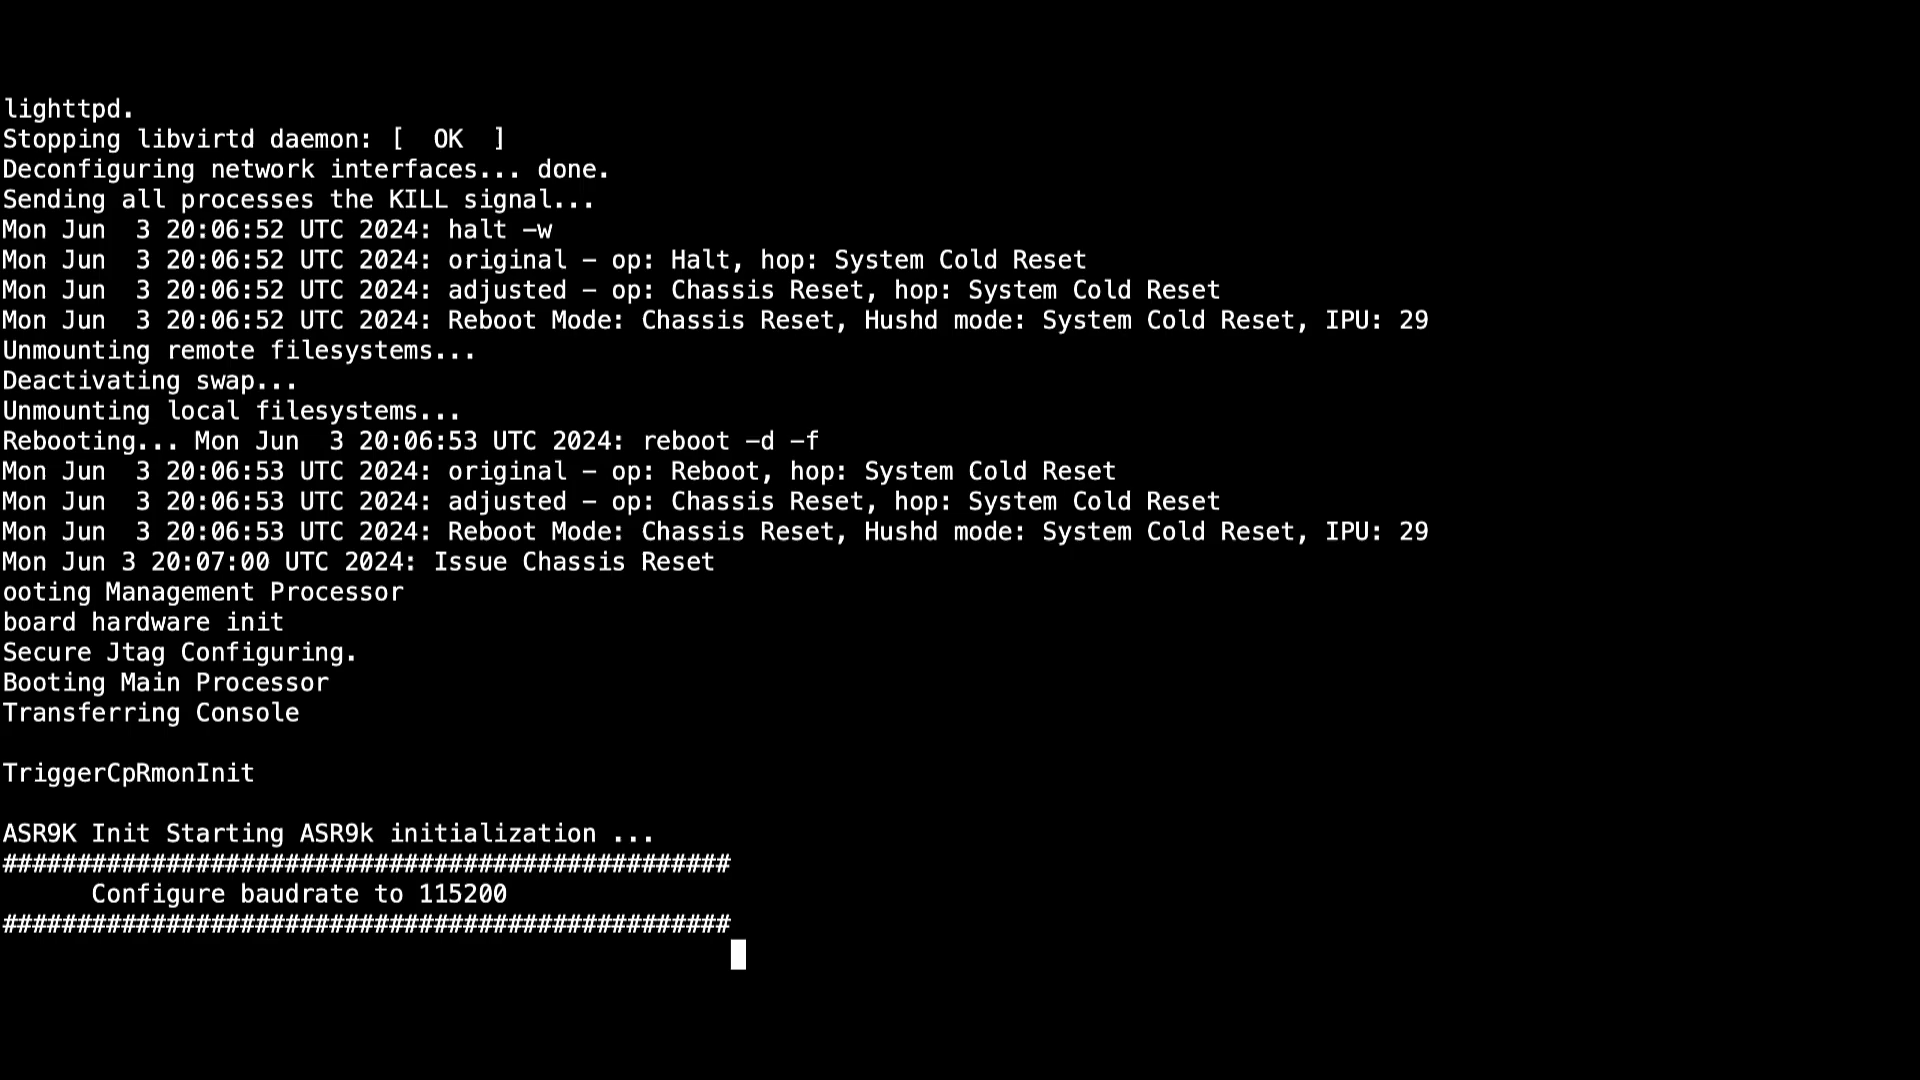 lighttpd.
Stopping libvirtd daemon: [  OK  ]
Deconfiguring network interfaces... done.
Sending all processes the KILL signal...
Mon Jun  3 20:06:52 UTC 2024: halt -w
Mon Jun  3 20:06:52 UTC 2024: original - op: Halt, hop: System Cold Reset
Mon Jun  3 20:06:52 UTC 2024: adjusted - op: Chassis Reset, hop: System Cold Reset
Mon Jun  3 20:06:52 UTC 2024: Reboot Mode: Chassis Reset, Hushd mode: System Cold Reset, IPU: 29
Unmounting remote filesystems...
Deactivating swap...
Unmounting local filesystems...
Rebooting... Mon Jun  3 20:06:53 UTC 2024: reboot -d -f
Mon Jun  3 20:06:53 UTC 2024: original - op: Reboot, hop: System Cold Reset
Mon Jun  3 20:06:53 UTC 2024: adjusted - op: Chassis Reset, hop: System Cold Reset
Mon Jun  3 20:06:53 UTC 2024: Reboot Mode: Chassis Reset, Hushd mode: System Cold Reset, IPU: 29
Mon Jun 3 20:07:00 UTC 2024: Issue Chassis Reset
ooting Management Processor
board hardware init
Secure Jtag Configuring.
Booting Main Processor
Transferring Console
TriggerCpRmonInit
ASR9K Init Starting ASR9k initialization ...
#################################################
      Configure baudrate to 115200
#################################################